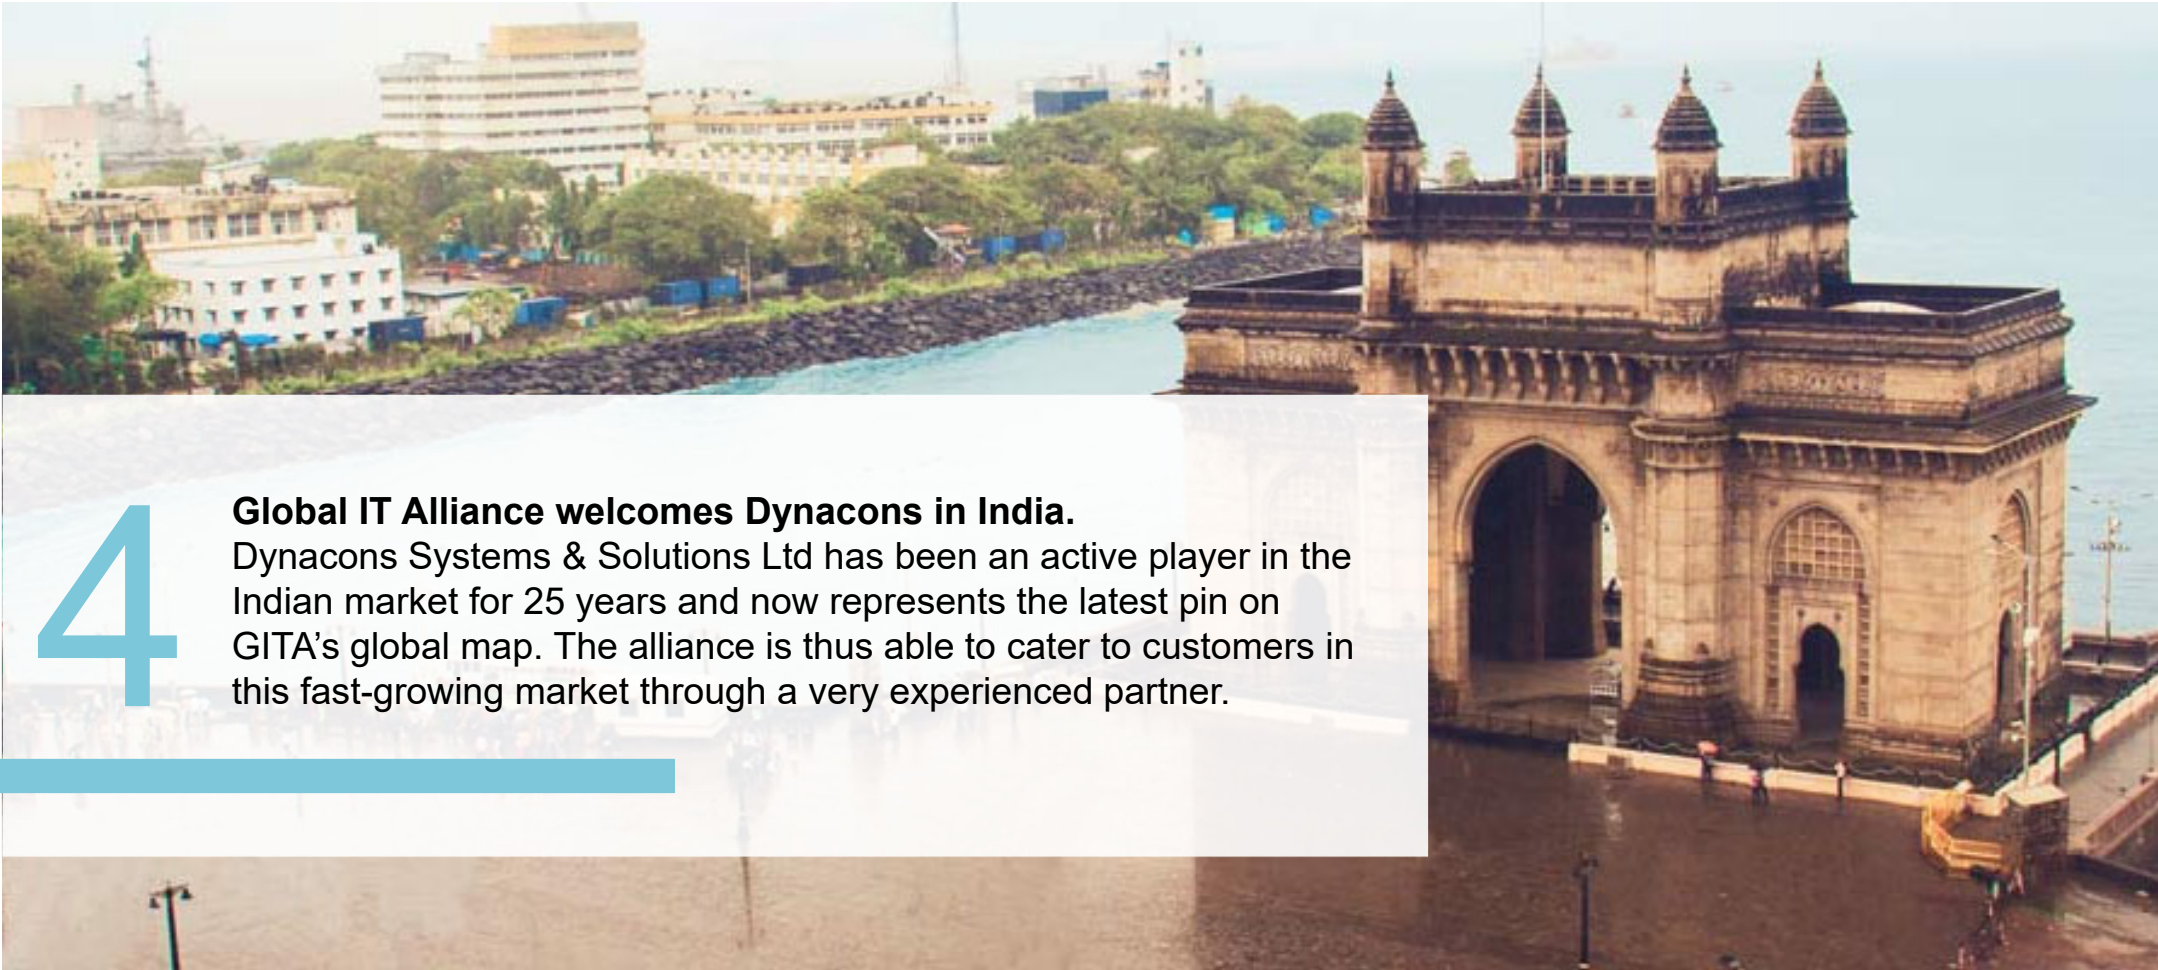 4
Global IT Alliance welcomes Dynacons in India.
Dynacons Systems & Solutions Ltd has been an active player in the
Indian market for 25 years and now represents the latest pin on
GITA’s global map. The alliance is thus able to cater to customers in
this fast-growing market through a very experienced partner.